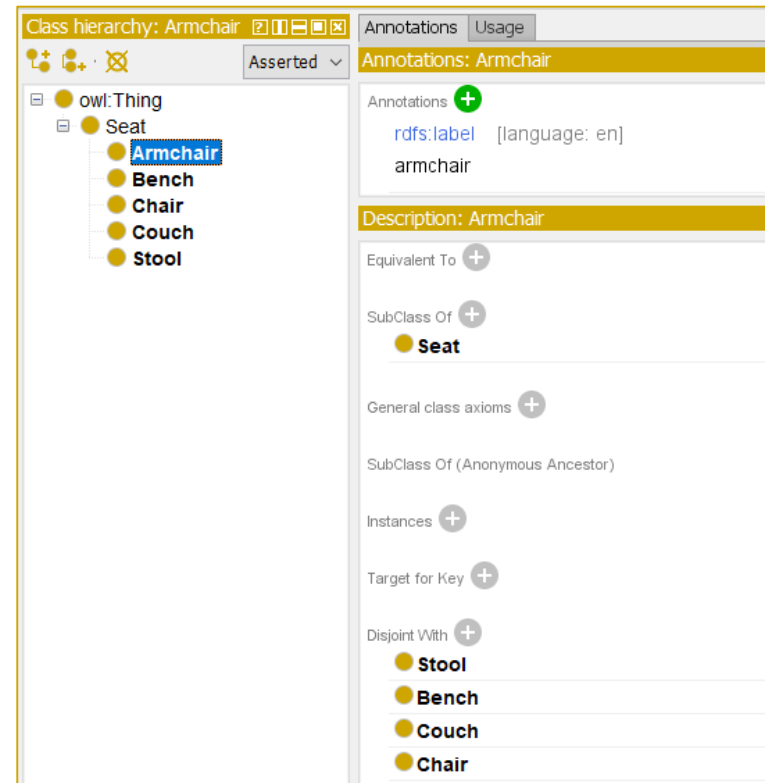 Class hierarchy: Armchair
Asserted
owl:Thing
Seat
Armchair
Bench
Chair
Couch
Stool
Annotations Usage
Annotations: Armchair
Annotations
rdfs:label [language: en]
armchair
Description: Armchair
Equivalent To
SubClass Of
Seat
General class axioms
SubClass Of (Anonymous Ancestor)
Instances
Target for Key
Disjoint With
Stool
Bench
Couch
Chair